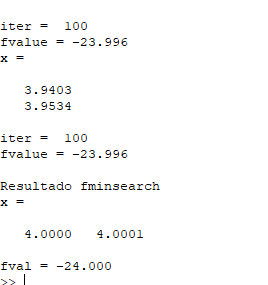 iter =  100
fvalue = -23.996
x =
3.9403
3.9534
iter =  100
fvalue = -23.996
Resultado fminsearch
x =
4.0000   4.0001
fval = -24.000
>>